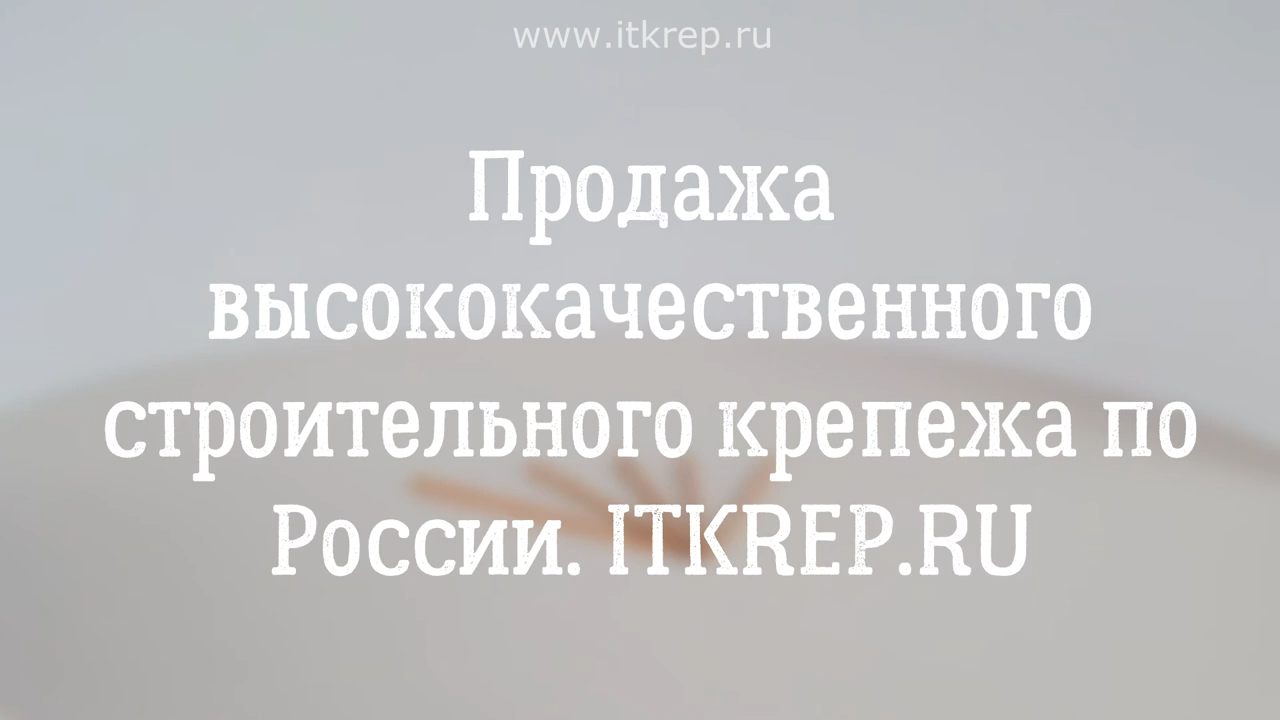 www.itkrep.ru
Продажа
высококачественного
строительного крепежа по
России. ITKREP.RU